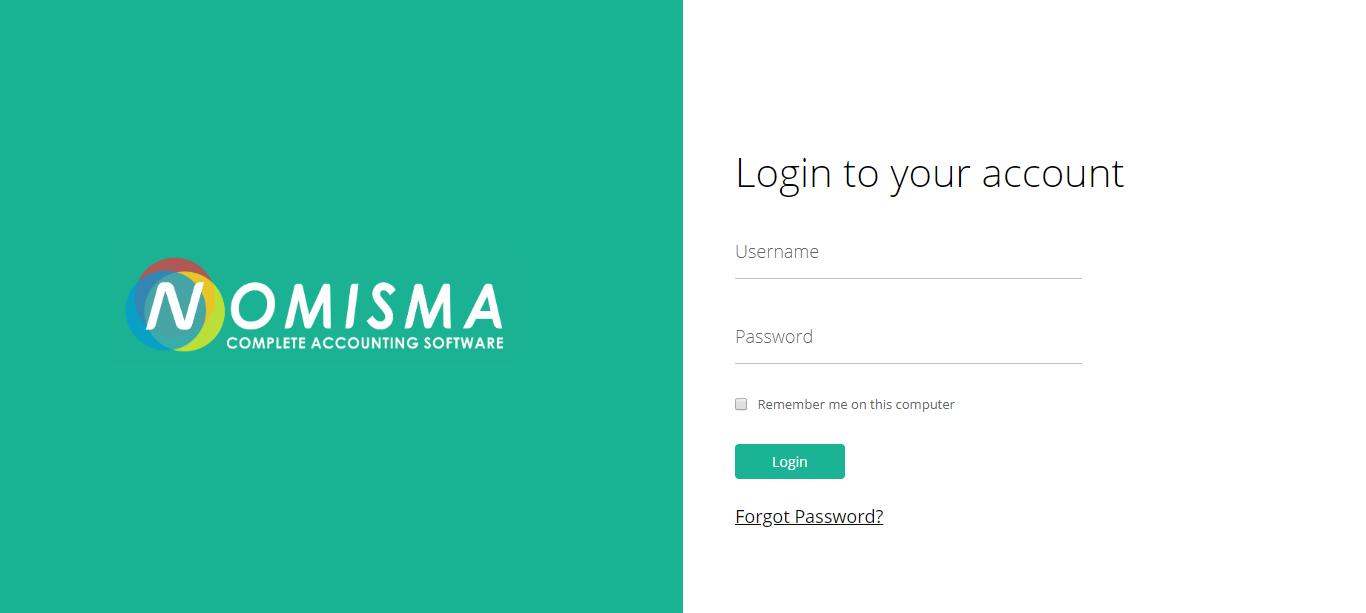 NOMISMA
COMPLETE ACCOUNTING SOFTWARE
Login to your account
Username
Password
Remember me on this computer
Login
Forgot Password?